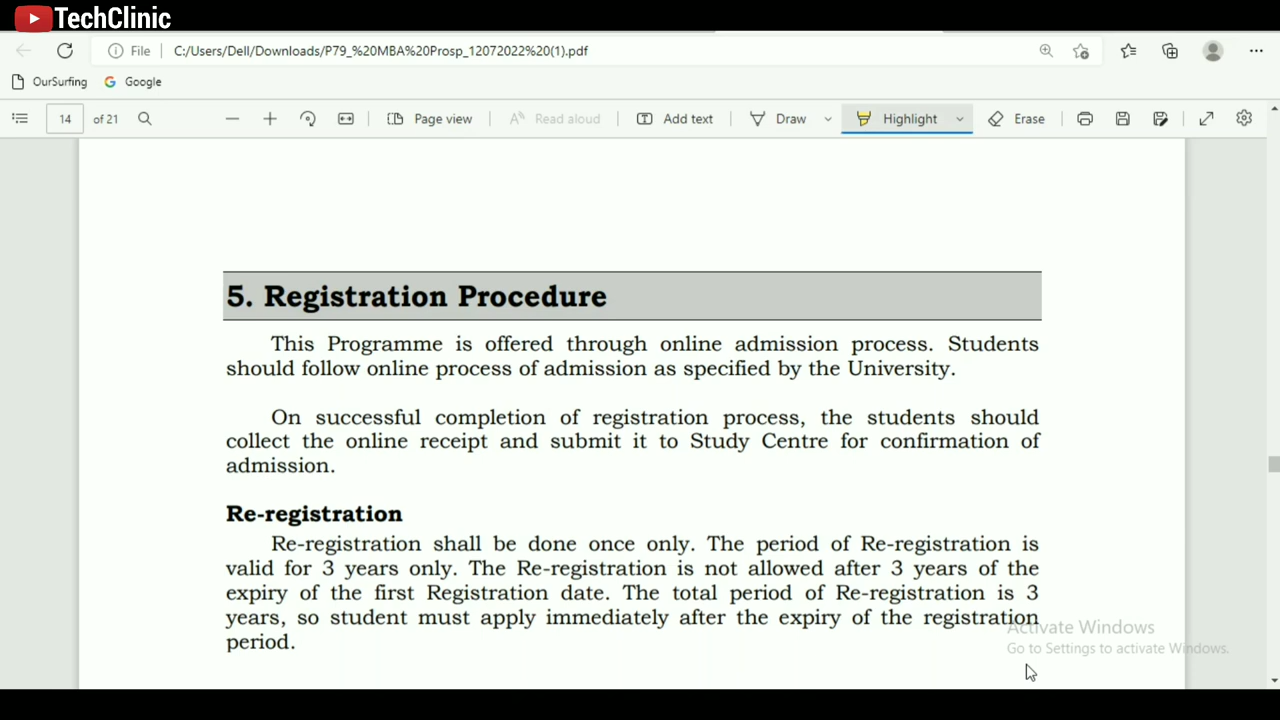 TechClinic
File C:/Users/Dell/Downloads/P79_%20MBA%20Prosp_12072022%20(1).pdf
OurSurfing Google
14 of 21 Page view Read aloud Add text Draw Highlight Erase
5. Registration Procedure
This Programme is offered through online admission process. Students
should follow online process of admission as specified by the University.
On successful completion of registration process, the students should
collect the online receipt and submit it to Study Centre for confirmation of
admission.
Re-registration
Re-registration shall be done once only. The period of Re-registration is
valid for 3 years only. The Re-registration is not allowed after 3 years of the
expiry of the first Registration date. The total period of Re-registration is 3
years, so student must apply immediately after the expiry of the registration
period.
Activate Windows
Go to Settings to activate Windows.